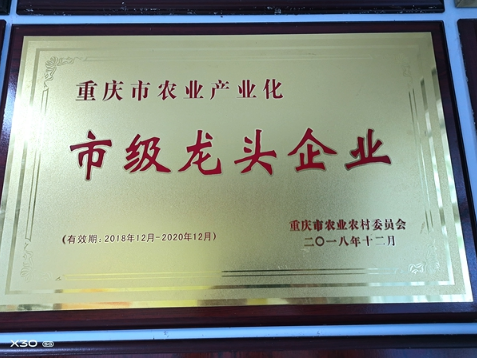 重庆市农业产业化
市级龙头企业
(有效期:2018年12月-2020年12月)
重庆市农业农村委员会
二〇一八年十二月
X30